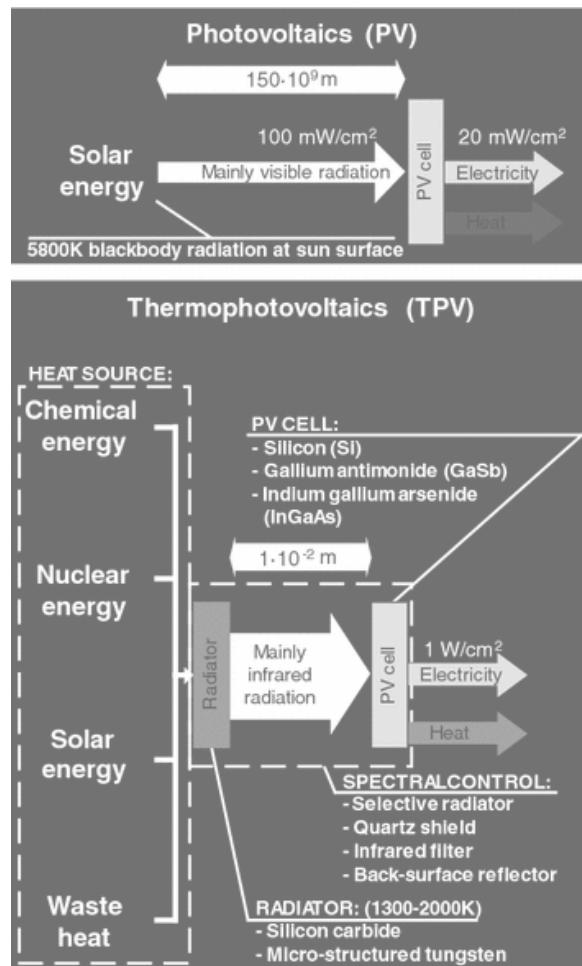 Photovoltaics (PV)
150·10⁹ m
100 mW/cm²
20 mW/cm²
Solar
energy
Mainly visible radiation
PV cell
Electricity
Heat
5800K blackbody radiation at sun surface
Thermophotovoltaics (TPV)
HEAT SOURCE:
Chemical
energy
PV CELL:
- Silicon (Si)
- Gallium antimonide (GaSb)
- Indium gallium arsenide
(InGaAs)
1·10⁻² m
Nuclear
energy
Radiator
Mainly
infrared
radiation
PV cell
1 W/cm²
Electricity
Heat
Solar
energy
SPECTRALCONTROL:
- Selective radiator
- Quartz shield
- Infrared filter
- Back-surface reflector
Waste
heat
RADIATOR: (1300-2000K)
- Silicon carbide
- Micro-structured tungsten